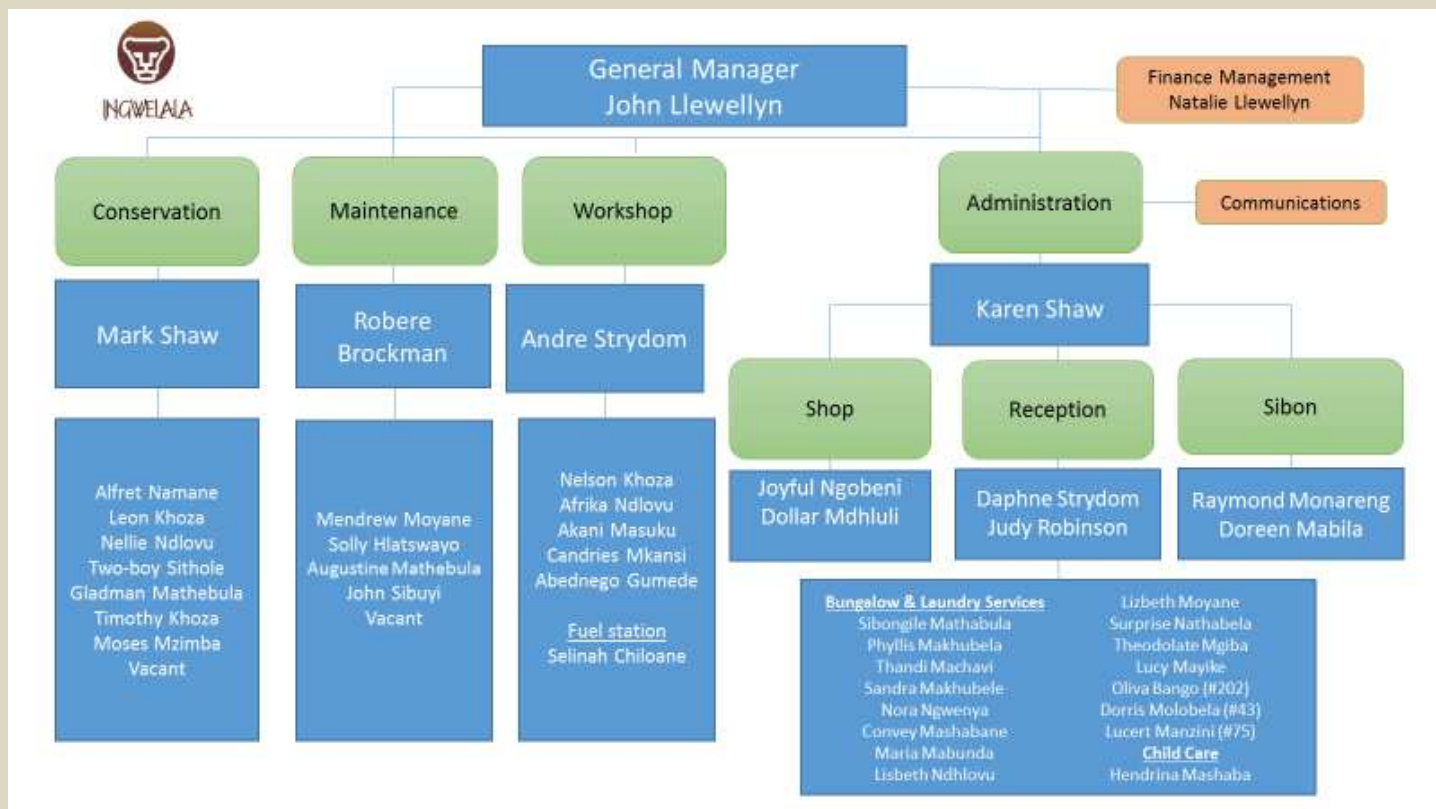 INGWELALA
General Manager
John Llewellyn
Finance Management
Natalie Llewellyn
Conservation
Maintenance
Workshop
Administration
Communications
Mark Shaw
Robere
Brockman
Andre Strydom
Karen Shaw
Shop
Reception
Sibon
Alfret Namane
Leon Khoza
Nellie Ndlovu
Two-boy Sithole
Gladman Mathebula
Timothy Khoza
Moses Mzimba
Vacant
Mendrew Moyane
Solly Hlatswayo
Augustine Mathebula
John Sibuyi
Vacant
Nelson Khoza
Afrika Ndlovu
Akani Masuku
Candries Mkansi
Abednego Gumede
Fuel station
Selinah Chiloane
Joyful Ngobeni
Dollar Mdhluli
Daphne Strydom
Judy Robinson
Raymond Monareng
Doreen Mabila
Bungalow & Laundry Services
Sibongile Mathabula
Phyllis Makhubela
Thandi Machavi
Sandra Makhubele
Nora Ngwenya
Convey Mashabane
Maria Mabunda
Lisbeth Ndhlovu
Lizbeth Moyane
Surprise Nathabela
Theodolate Mgiba
Lucy Mayike
Oliva Bango (#202)
Dorris Molobela (#43)
Lucert Manzini (#75)
Child Care
Hendrina Mashaba